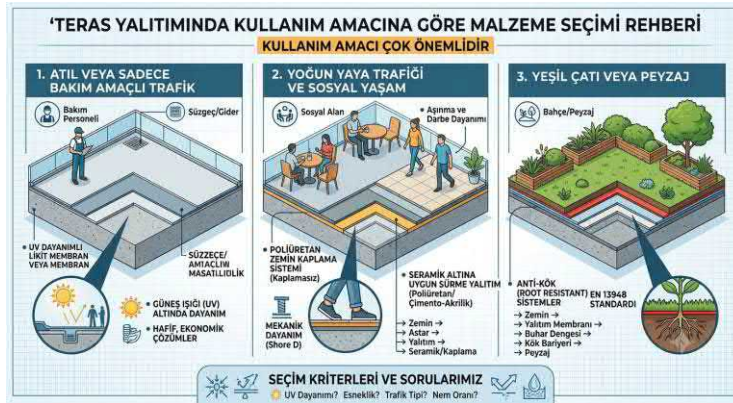 'TERAS YALITIMINDA KULLANIM AMACINA GÖRE MALZEME SEÇİMİ REHBERİ
KULLANIM AMACI ÇOK ÖNEMLİDİR
1. ATIL VEYA SADECE
BAKIM AMAÇLI TRAFİK
Bakım
Personeli
Süzgeç/Gider
• UV DAYANIMLI
LİKİT MEMBRAN
VEYA MEMBRAN
SÜZZEÇE/
• GÜNEŞ IŞIĞI (UV)
ALTINDA DAYANIM
• HAFİF, EKONOMİK
ÇÖZÜMLER
2. YOĞUN YAYA TRAFİĞİ
VE SOSYAL YAŞAM
Sosyal Alan
• Aşınma ve
Darbe Dayanımı
• POLİÜRETAN
ZEMİN KAPLAMA
SİSTEMİ
(Kaplamasız)
MEKANİK
DAYANIM
(Shore D)
• SERAMİK ALTINA
UYGUN SÜRME YALITIM
(Poliüretan/
Çimento-Akrilik)
→ Zemin →
→ Astar →
→ Yalıtım →
→ Seramik/Kaplama
3. YEŞİL ÇATI VEYA PEYZAJ
Bahçe/Peyzaj
• ANTİ-KÖK
(ROOT RESISTANT)
SİSTEMLER
EN 13948
STANDARDI
→ Zemin →
→ Yalıtım Membranı →
→ Buhar Dengesi →
→ Kök Bariyeri →
→ Peyzaj
SEÇİM KRİTERLERİ VE SORULARIMIZ
UV Dayanımı? Esneklik? Trafik Tipi? Nem Oranı?